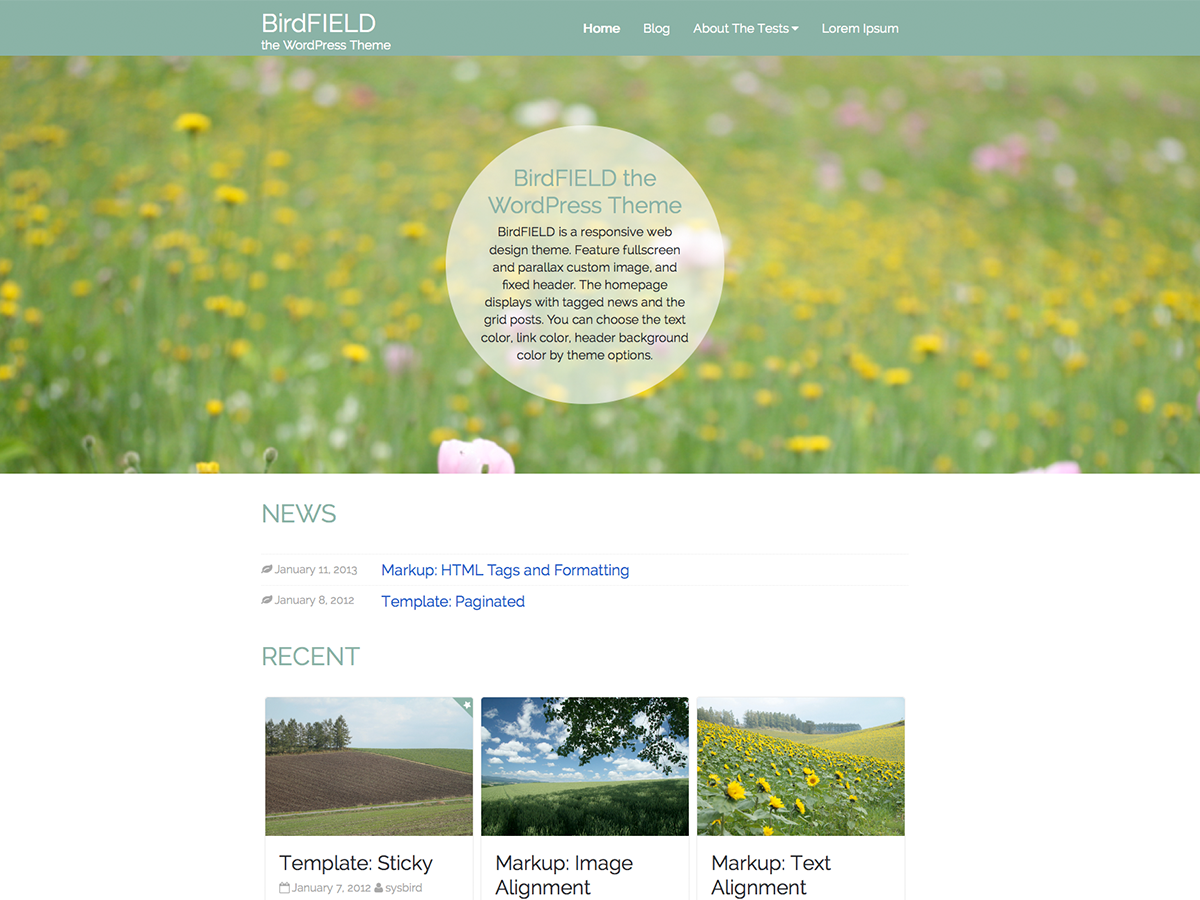 BirdFIELD
the WordPress Theme
Home Blog About The Tests Lorem Ipsum
BirdFIELD the
WordPress Theme
BirdFIELD is a responsive web
design theme. Feature fullscreen
and parallax custom image, and
fixed header. The homepage
displays with tagged news and the
grid posts. You can choose the text
color, link color, header background
color by theme options.
NEWS
January 11, 2013 Markup: HTML Tags and Formatting
January 8, 2012 Template: Paginated
RECENT
Template: Sticky
January 7, 2012 sysbird
Markup: Image
Alignment
Markup: Text
Alignment